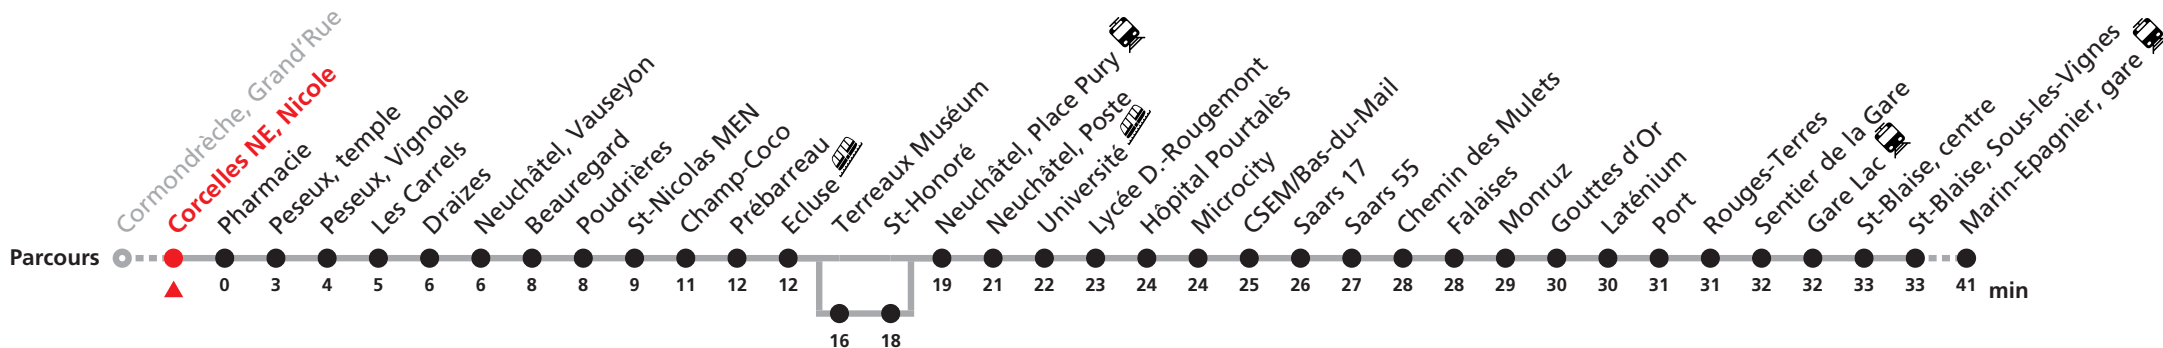 Cormondrèche, Grand'Rue
Corcelles NE, Nicole
Pharmacie
Peseux, temple
Peseux, Vignoble
Les Carrels
Draizes
Neuchâtel, Vauseyon
Beauregard
Poudrières
St-Nicolas MEN
Champ-Coco
Prébarreau
Ecluse
Terreaux Muséum
St-Honoré
Neuchâtel, Place Pury
Neuchâtel, Poste
Université
Lycée D.-Rougemont
Hôpital Pourtalès
Microcity
CSEM/Bas-du-Mail
Saars 17
Saars 55
Chemin des Mulets
Falaises
Monruz
Gouttes d'Or
Laténium
Port
Rouges-Terres
Sentier de la Gare
Gare Lac
St-Blaise, centre
St-Blaise, Sous-les-Vignes
Marin-Epagnier, gare
Parcours
0 3 4 5 6 6 8 8 9 11 12 12 19 21 22 23 24 24 25 26 27 28 28 29 30 30 31 31 32 32 33 33 41 min
16 18